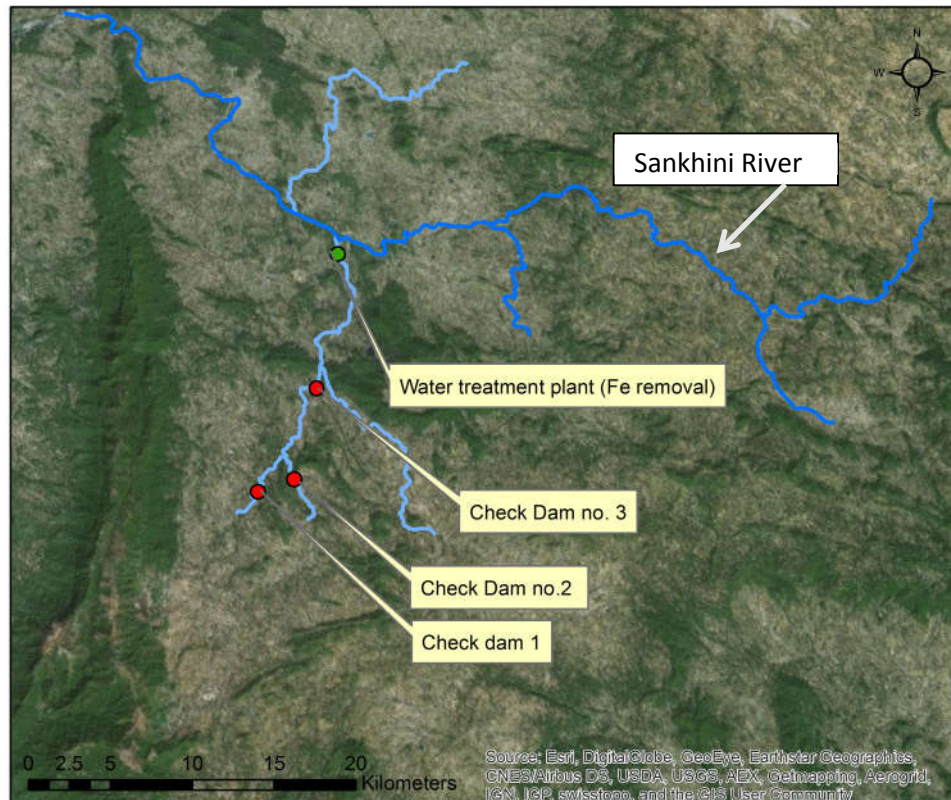 N
W
S
Sankhini River
Water treatment plant (Fe removal)
Check Dam no. 3
Check Dam no.2
Check dam 1
0 2.5 5 10 15 20
Kilometers
Source: Esri, DigitalGlobe, GeoEye, Earthstar Geographics,
CNES/Airbus DS, USDA, USGS, AEX, Getmapping, Aerogrid,
IGN, IGP, swisstopo, and the GIS User Community